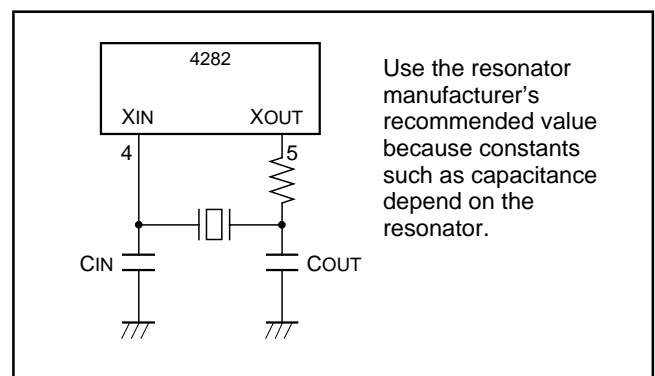 4282
XIN XOUT
4 5
CIN COUT
Use the resonator
manufacturer's
recommended value
because constants
such as capacitance
depend on the
resonator.